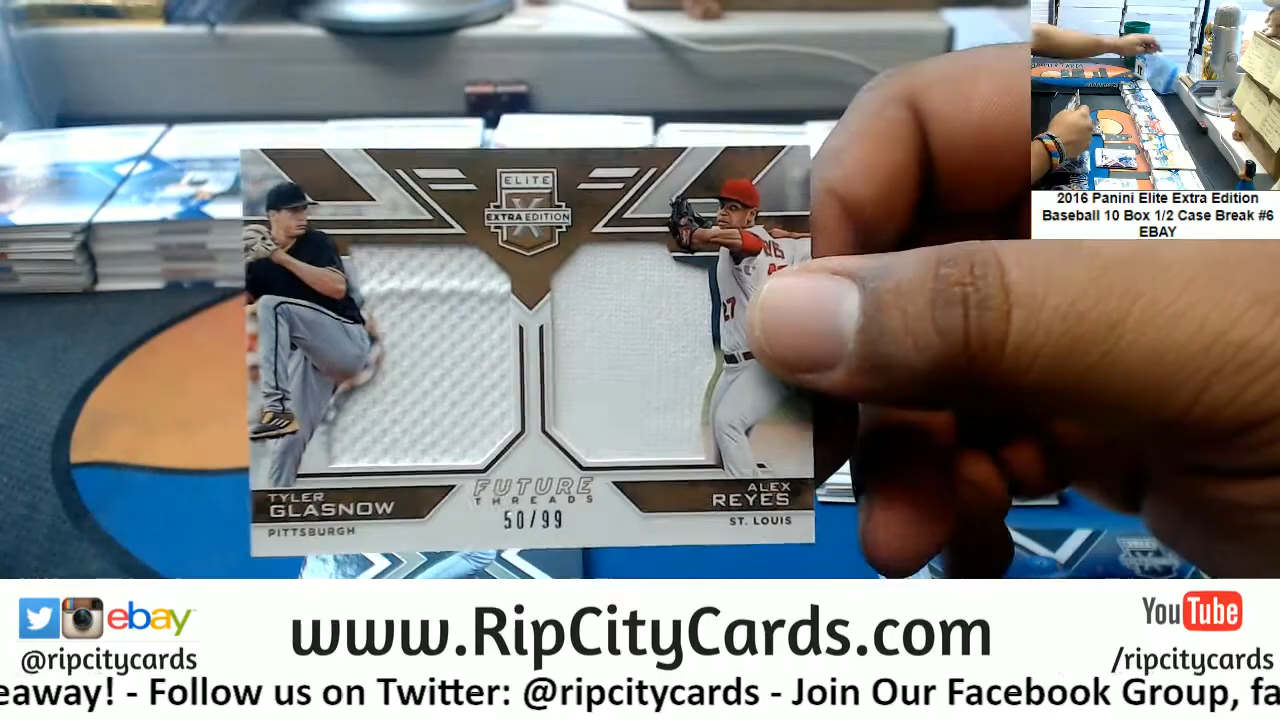 ELITE
X
EXTRA EDITION
27
TYLER
GLASNOW
PITTSBURGH
FUTURE
THREADS
50/99
ALEX
REYES
ST. LOUIS
2016 Panini Elite Extra Edition
Baseball 10 Box 1/2 Case Break #6
EBAY
ebay
@ripcitycards
www.RipCityCards.com
YouTube
/ripcitycards
eaway! - Follow us on Twitter: @ripcitycards - Join Our Facebook Group, fa